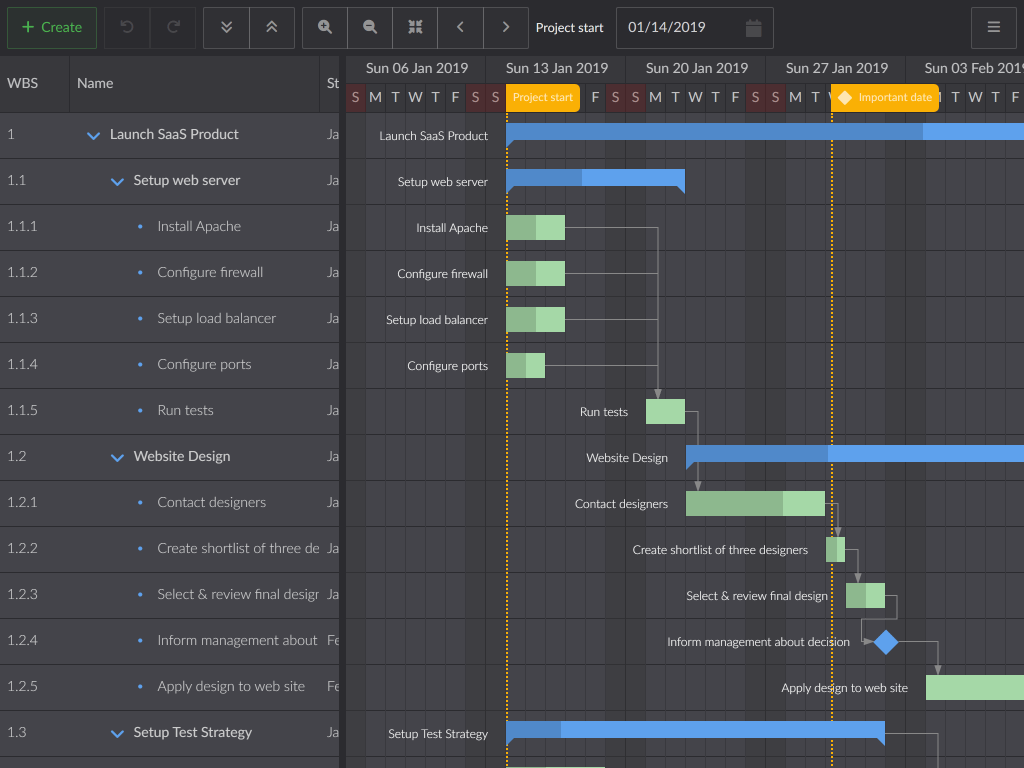 Create
Project start
01/14/2019
WBS
Name
St
Sun 06 Jan 2019
Sun 13 Jan 2019
Sun 20 Jan 2019
Sun 27 Jan 2019
Sun 03 Feb 2019
S M T W T F S S Project start F S S M T W T F S S M T Important date T W T F
1 Launch SaaS Product Ja Launch SaaS Product
1.1 Setup web server Ja Setup web server
1.1.1 Install Apache Ja Install Apache
1.1.2 Configure firewall Ja Configure firewall
1.1.3 Setup load balancer Ja Setup load balancer
1.1.4 Configure ports Ja Configure ports
1.1.5 Run tests Ja Run tests
1.2 Website Design Ja Website Design
1.2.1 Contact designers Ja Contact designers
1.2.2 Create shortlist of three de Ja Create shortlist of three designers
1.2.3 Select & review final design Ja Select & review final design
1.2.4 Inform management about Fe Inform management about decision
1.2.5 Apply design to web site Fe Apply design to web site
1.3 Setup Test Strategy Ja Setup Test Strategy